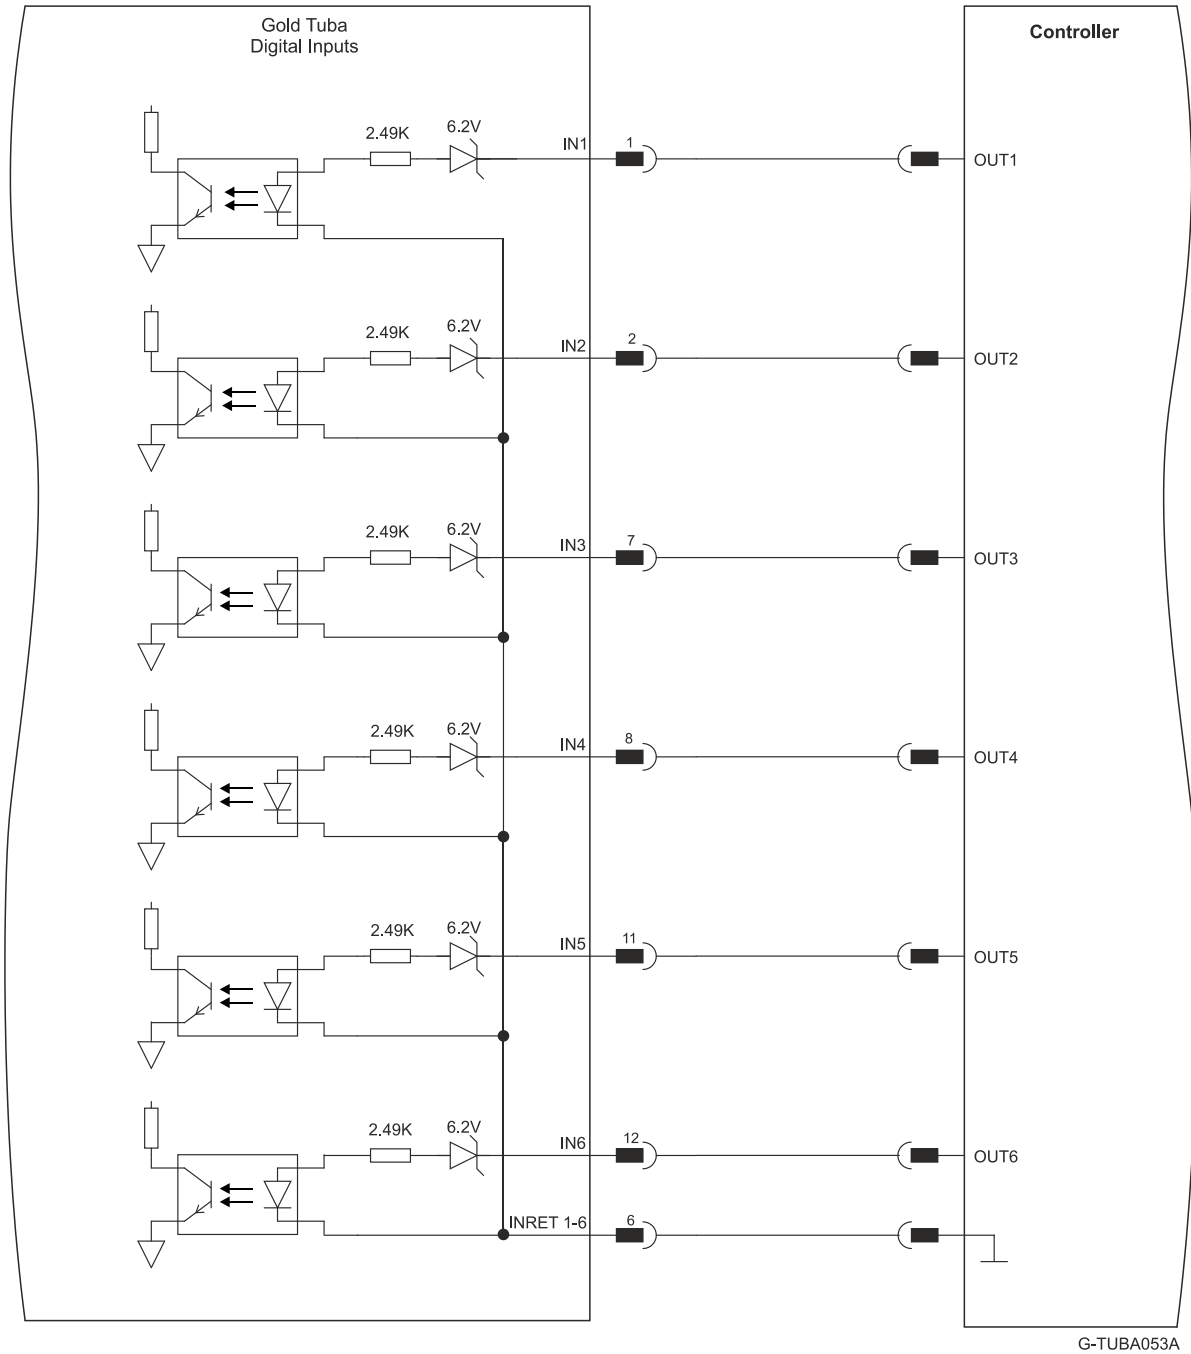 Gold Tuba
Digital Inputs
Controller
2.49K
6.2V
IN1
1
OUT1
2.49K
6.2V
IN2
2
OUT2
2.49K
6.2V
IN3
7
OUT3
2.49K
6.2V
IN4
8
OUT4
2.49K
6.2V
IN5
11
OUT5
2.49K
6.2V
IN6
12
OUT6
INRET 1-6
6
G-TUBA053A